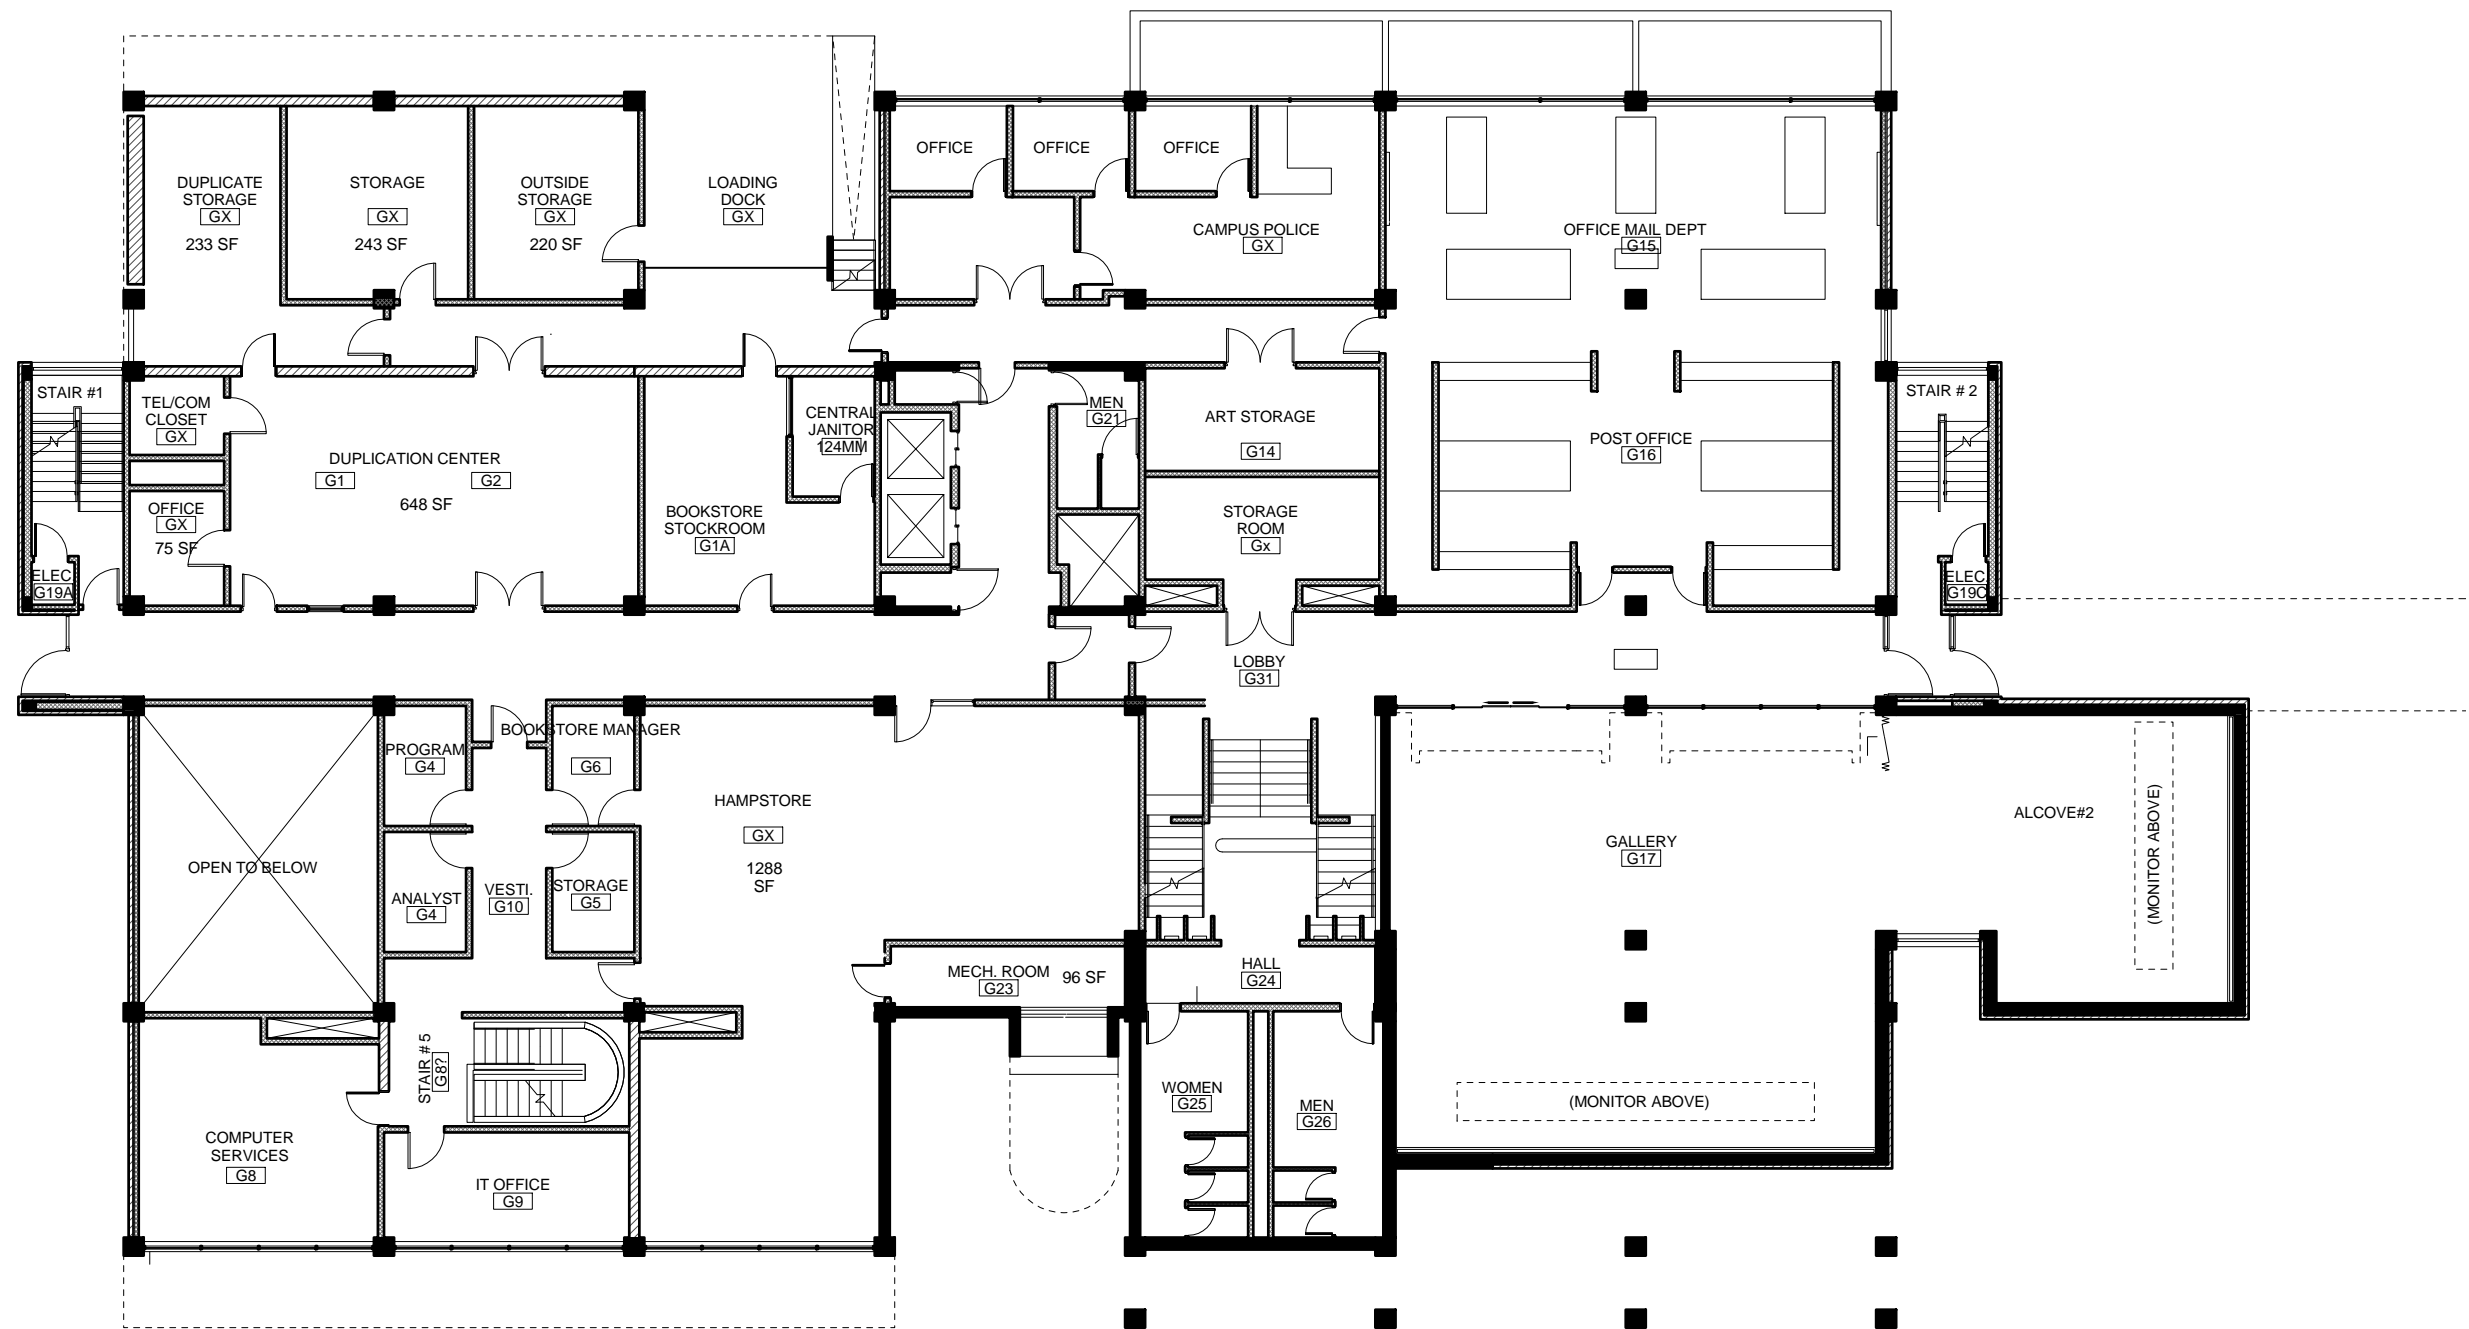 DUPLICATE
STORAGE
GX
233 SF
STORAGE
GX
243 SF
OUTSIDE
STORAGE
GX
220 SF
LOADING
DOCK
GX
OFFICE
OFFICE
OFFICE
CAMPUS POLICE
GX
OFFICE MAIL DEPT
G15
STAIR #1
TEL/COM
CLOSET
GX
DUPLICATION CENTER
G1
G2
648 SF
OFFICE
GX
75 SF
ELEC.
G19A
CENTRAL
JANITOR
124MM
BOOKSTORE
STOCKROOM
G1A
MEN
G21
ART STORAGE
G14
STORAGE
ROOM
Gx
POST OFFICE
G16
STAIR # 2
ELEC.
G19C
LOBBY
G31
PROGRAM
G4
BOOKSTORE MANAGER
G6
HAMPSTORE
GX
1288
SF
OPEN TO BELOW
ANALYST
G4
VESTI.
G10
STORAGE
G5
GALLERY
G17
ALCOVE#2
(MONITOR ABOVE)
MECH. ROOM
G23
96 SF
HALL
G24
STAIR # 5
G8?
COMPUTER
SERVICES
G8
IT OFFICE
G9
WOMEN
G25
MEN
G26
(MONITOR ABOVE)